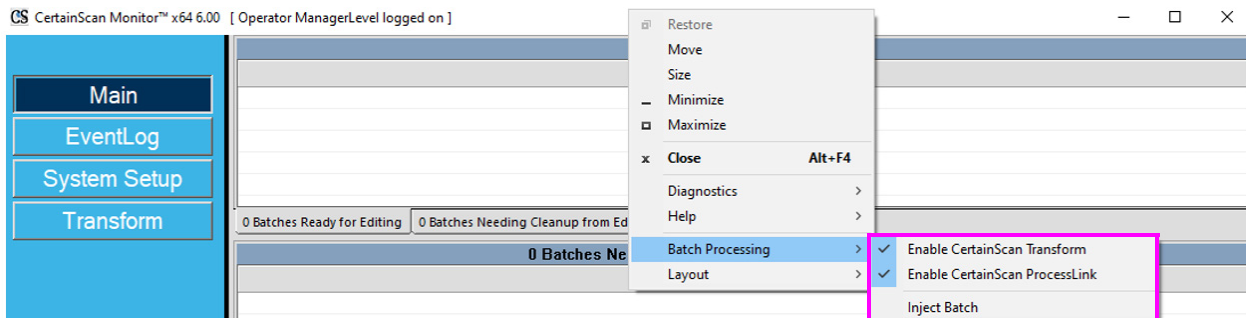 CS CertainScan Monitor™ x64 6.00 [ Operator ManagerLevel logged on ]
Main
EventLog
System Setup
Transform
0 Batches Ready for Editing
0 Batches Needing Cleanup from Ed
0 Batches Ne
Restore
Move
Size
Minimize
Maximize
x Close Alt+F4
Diagnostics
Help
Batch Processing
Layout
Enable CertainScan Transform
Enable CertainScan ProcessLink
Inject Batch